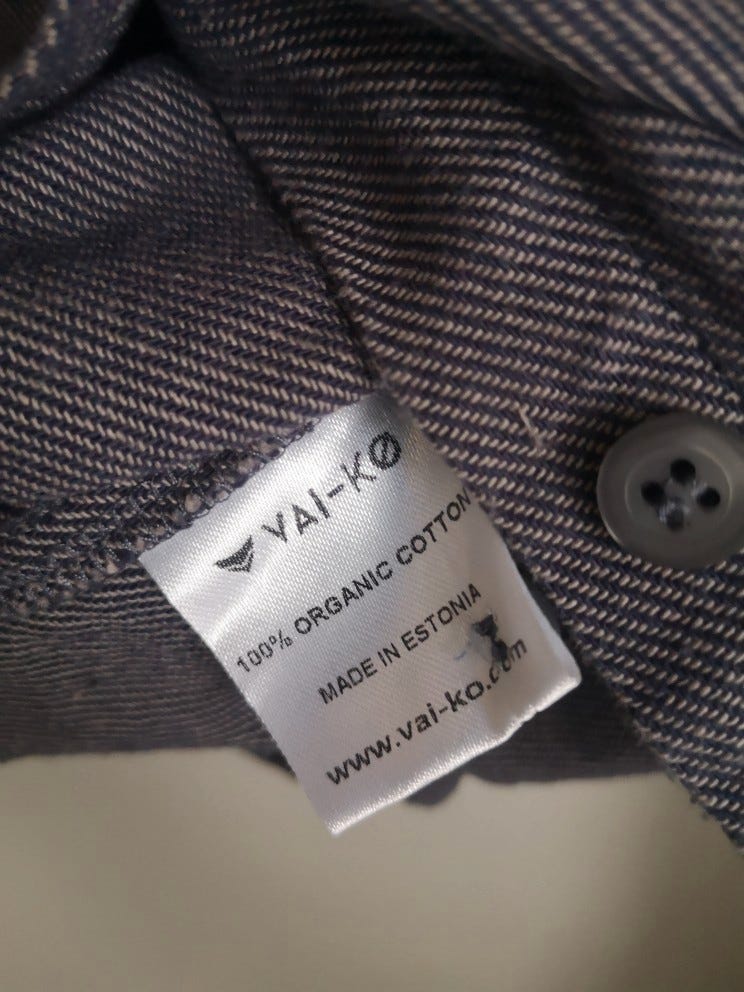 VAI-KØ
100% ORGANIC COTTON
MADE IN ESTONIA
www.vai-ko.com